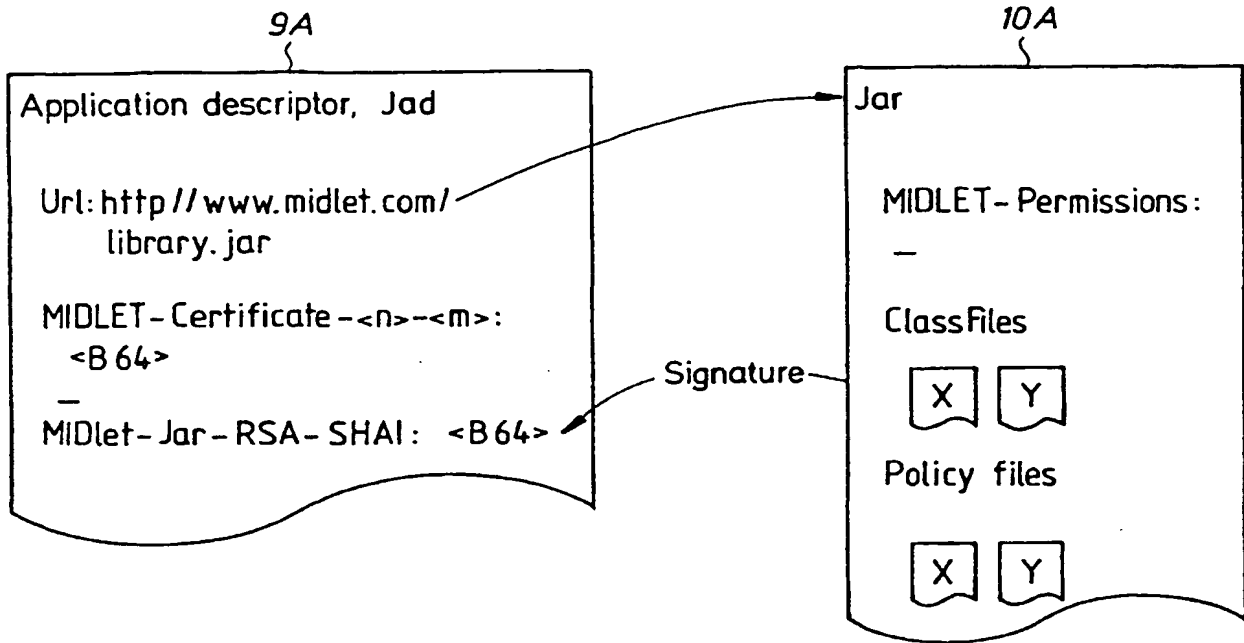 9A
Application descriptor, Jad
Url: http//www.midlet.com/
library.jar
MIDLET-Certificate-<n>-<m>:
<B64>
MIDlet-Jar-RSA-SHAI: <B64>
Signature
10A
Jar
MIDLET-Permissions:
ClassFiles
X Y
Policy files
X Y